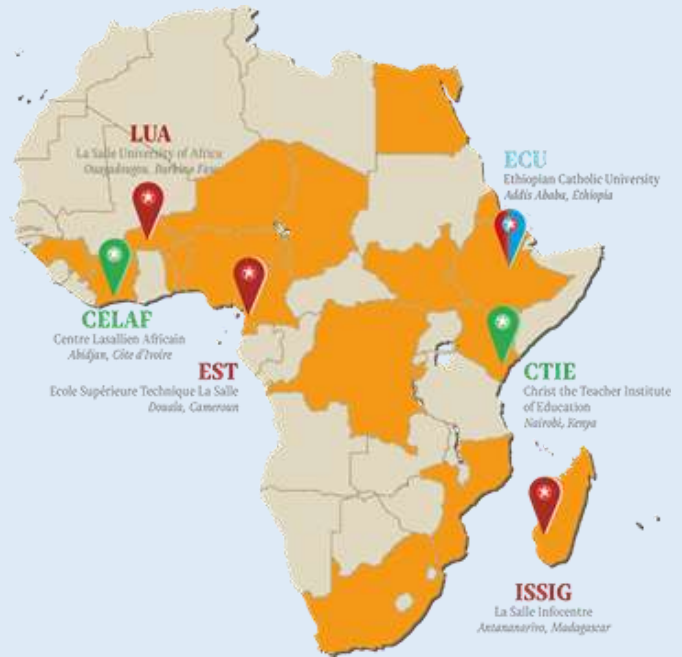 LUA
La Salle University of Africa
Ouagadougou, Burkina Faso
ECU
Ethiopian Catholic University
Addis Ababa, Ethiopia
CELAF
Centre Lasallien Africain
Abidjan, Côte d'Ivoire
EST
Ecole Supérieure Technique La Salle
Douala, Cameroun
CTIE
Christ the Teacher Institute
of Education
Nairobi, Kenya
ISSIG
La Salle Infocentre
Antananarivo, Madagascar